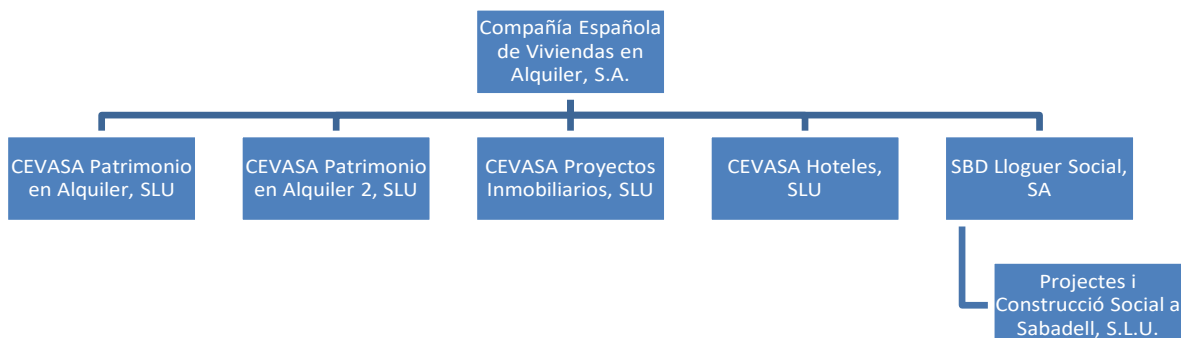 Compañía Española
de Viviendas en
Alquiler, S.A.
CEVASA Patrimonio
en Alquiler, SLU
CEVASA Patrimonio
en Alquiler 2, SLU
CEVASA Proyectos
Inmobiliarios, SLU
CEVASA Hoteles,
SLU
SBD Lloguer Social,
SA
Projectes i
Construcció Social a
Sabadell, S.L.U.